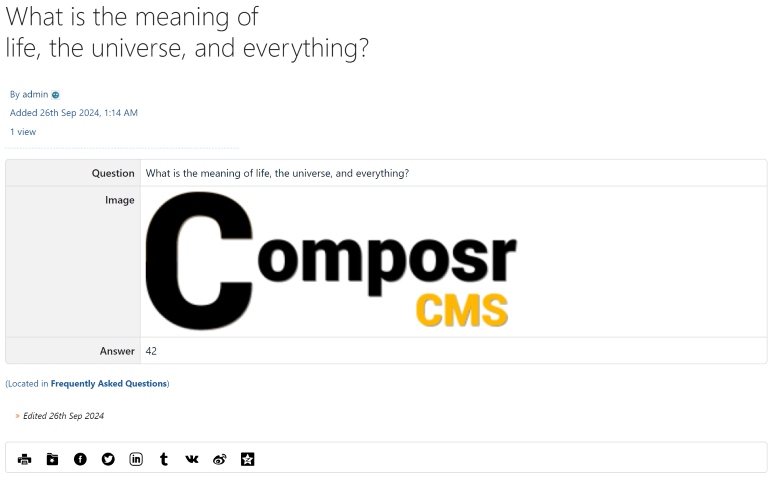 What is the meaning of
life, the universe, and everything?
By admin
Added 26th Sep 2024, 1:14 AM
1 view
Question What is the meaning of life, the universe, and everything?
Image
Composr
CMS
Answer 42
(Located in Frequently Asked Questions)
Edited 26th Sep 2024